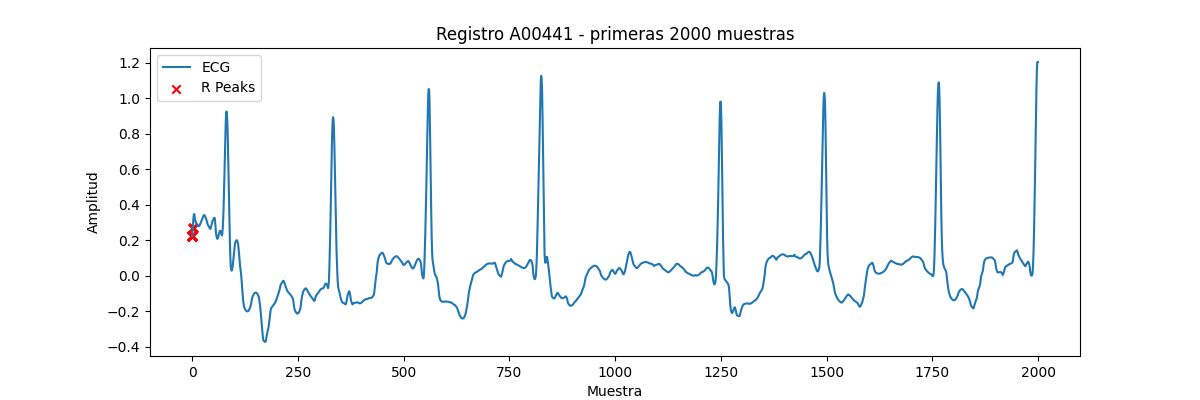 Registro A00441 - primeras 2000 muestras
ECG
R Peaks
1.2
1.0
0.8
0.6
0.4
0.2
0.0
−0.2
−0.4
Amplitud
0 250 500 750 1000 1250 1500 1750 2000
Muestra